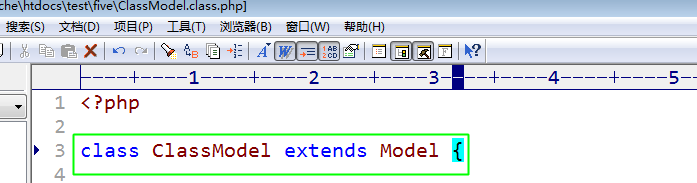 che\htdocs\test\five\ClassModel.class.php]
搜索(S) 文档(D) 项目(P) 工具(T) 浏览器(B) 窗口(W) 帮助(H)
----+----1----+----2----+----3----+----4----+----5
1 <?php
2
3 class ClassModel extends Model {
4